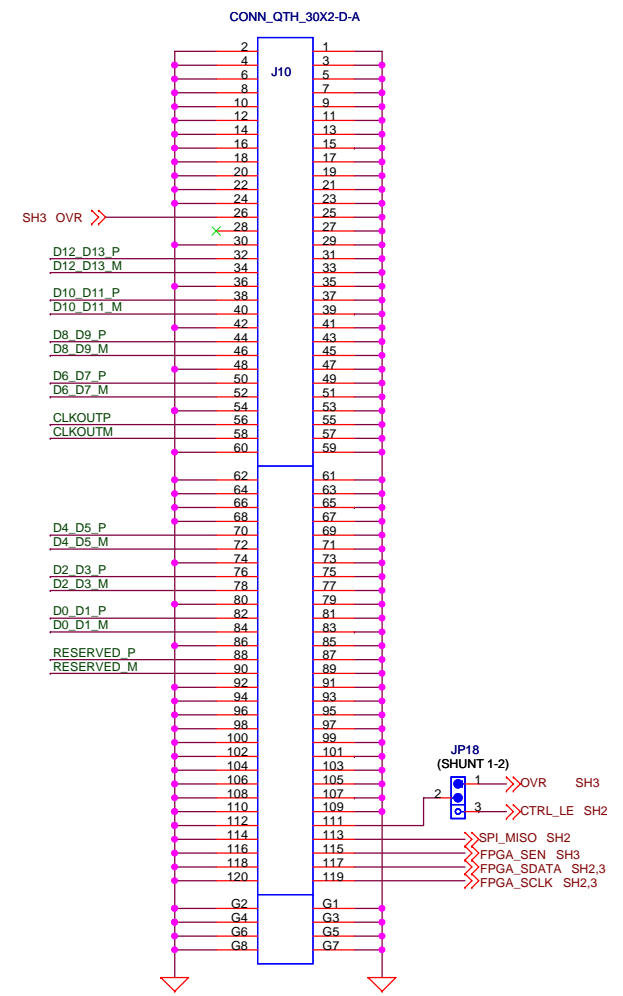 CONN_QTH_30X2-D-A
J10
2 1
4 3
6 5
8 7
10 9
12 11
14 13
16 15
18 17
20 19
22 21
24 23
SH3 OVR 26 25
28 27
30 29
D12_D13_P 32 31
D12_D13_M 34 33
36 35
D10_D11_P 38 37
D10_D11_M 40 39
42 41
D8_D9_P 44 43
D8_D9_M 46 45
48 47
D6_D7_P 50 49
D6_D7_M 52 51
54 53
CLKOUTP 56 55
CLKOUTM 58 57
60 59
62 61
64 63
66 65
68 67
D4_D5_P 70 69
D4_D5_M 72 71
74 73
D2_D3_P 76 75
D2_D3_M 78 77
80 79
D0_D1_P 82 81
D0_D1_M 84 83
86 85
RESERVED_P 88 87
RESERVED_M 90 89
92 91
94 93
96 95
98 97
100 99
102 101
JP18
(SHUNT 1-2)
104 103
106 105
1 OVR SH3
108 107
2
110 109
3 CTRL_LE SH2
112 111
114 113 SPI_MISO SH2
116 115 FPGA_SEN SH3
118 117 FPGA_SDATA SH2,3
120 119 FPGA_SCLK SH2,3
G2 G1
G4 G3
G6 G5
G8 G7